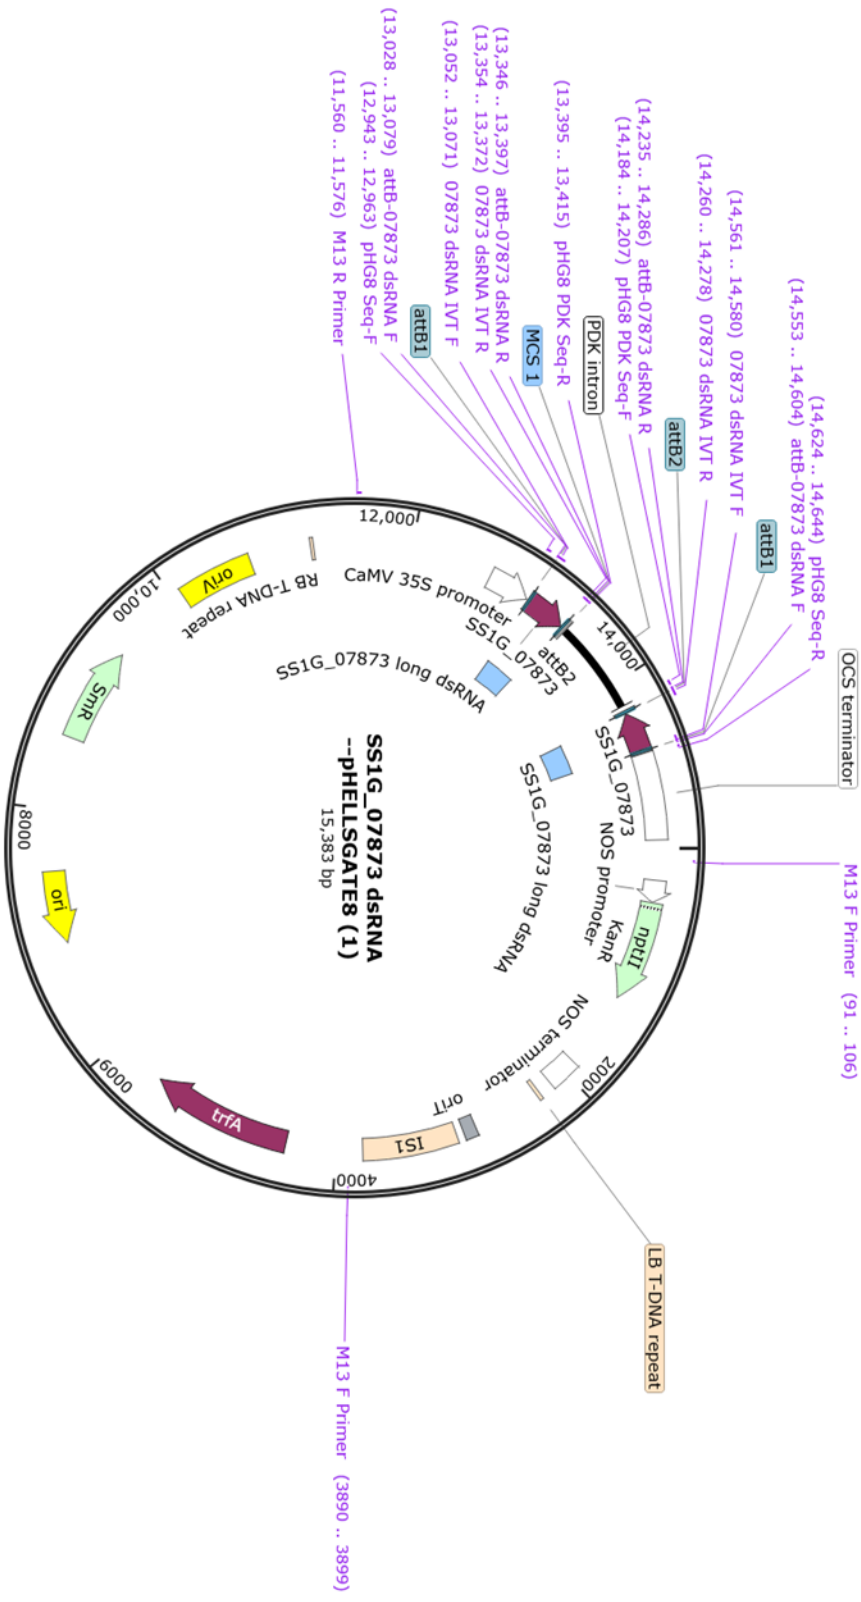 (11,560 .. 11,576) M13 R Primer
(12,943 .. 12,963) pHG8 Seq-F
(13,028 .. 13,079) attB-07873 dsRNA F
attB1
(13,052 .. 13,071) 07873 dsRNA IVT F
(13,354 .. 13,372) 07873 dsRNA IVT R
(13,346 .. 13,397) attB-07873 dsRNA R
MCS 1
(13,395 .. 13,415) pHG8 PDK Seq-R
PDK intron
(14,184 .. 14,207) pHG8 PDK Seq-F
(14,235 .. 14,286) attB-07873 dsRNA R
attB2
(14,260 .. 14,278) 07873 dsRNA IVT R
(14,561 .. 14,580) 07873 dsRNA IVT F
attB1
(14,553 .. 14,604) attB-07873 dsRNA F
(14,624 .. 14,644) pHG8 Seq-R
OCS terminator
M13 F Primer (91 .. 106)
LB T-DNA repeat
M13 F Primer (3890 .. 3899)
2000
4000
6000
8000
10,000
12,000
14,000
CaMV 35S promoter
SS1G_07873
attB2
SS1G_07873 long dsRNA
SS1G_07873
SS1G_07873 long dsRNA
NOS promoter
KanR
nptII
NOS terminator
oriT
IS1
trfA
ori
SmR
oriV
RB T-DNA repeat
SS1G_07873 dsRNA
--pHELLSGATE8 (1)
15,383 bp